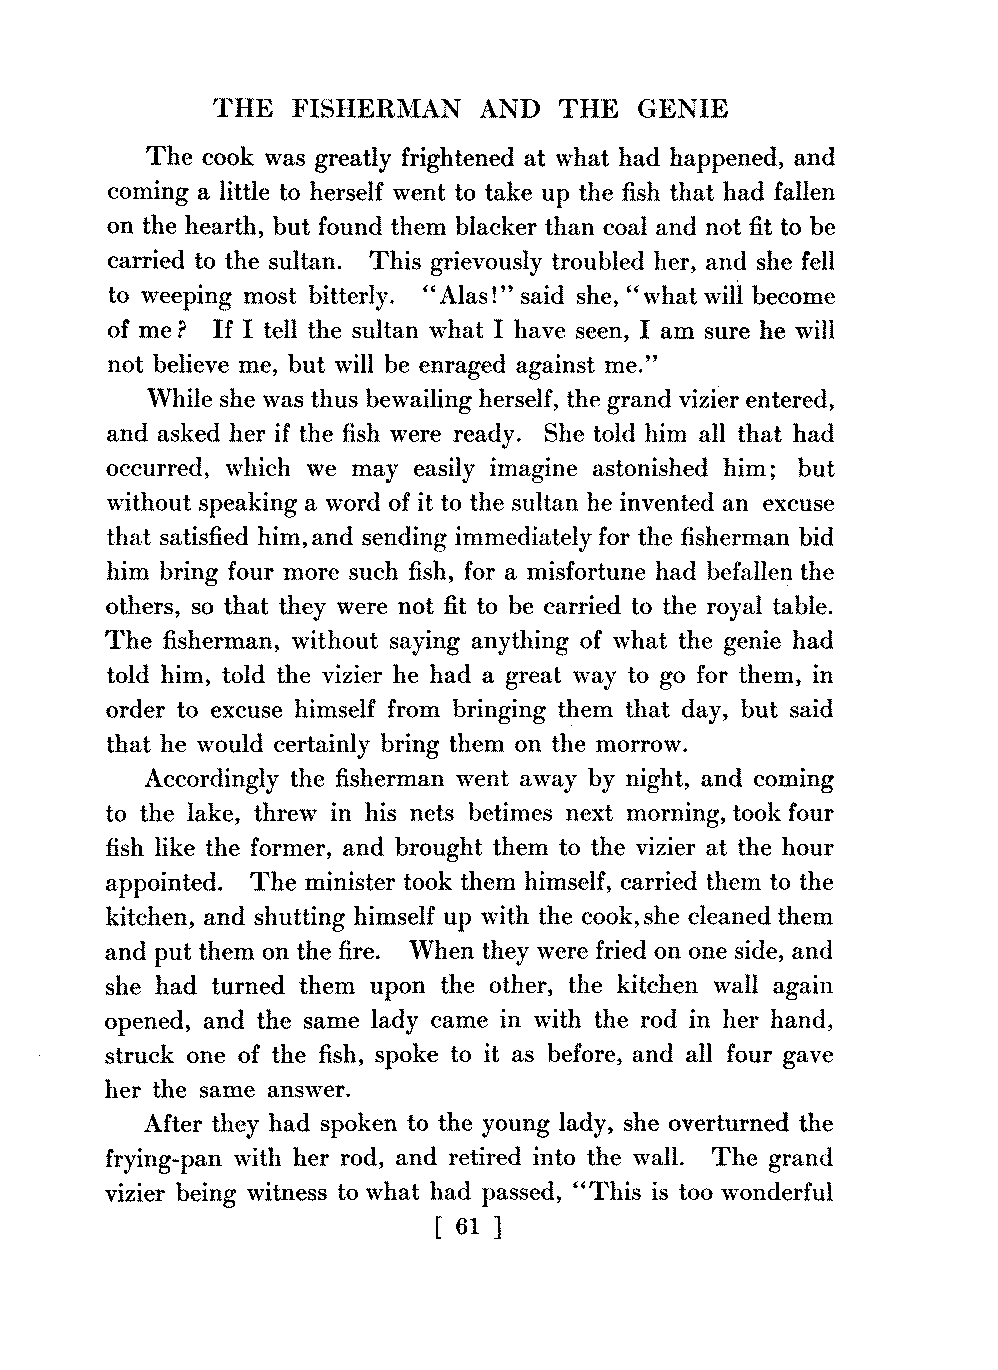 THE FISHERMAN AND THE GENIE
The cook was greatly frightened at what had happened, and
coming a little to herself went to take up the fish that had fallen
on the hearth, but found them blacker than coal and not fit to be
carried to the sultan. This grievously troubled her, and she fell
to weeping most bitterly. “Alas!” said she, “what will become
of me? If I tell the sultan what I have seen, I am sure he will
not believe me, but will be enraged against me.”
While she was thus bewailing herself, the grand vizier entered,
and asked her if the fish were ready. She told him all that had
occurred, which we may easily imagine astonished him; but
without speaking a word of it to the sultan he invented an excuse
that satisfied him, and sending immediately for the fisherman bid
him bring four more such fish, for a misfortune had befallen the
others, so that they were not fit to be carried to the royal table.
The fisherman, without saying anything of what the genie had
told him, told the vizier he had a great way to go for them, in
order to excuse himself from bringing them that day, but said
that he would certainly bring them on the morrow.
Accordingly the fisherman went away by night, and coming
to the lake, threw in his nets betimes next morning, took four
fish like the former, and brought them to the vizier at the hour
appointed. The minister took them himself, carried them to the
kitchen, and shutting himself up with the cook, she cleaned them
and put them on the fire. When they were fried on one side, and
she had turned them upon the other, the kitchen wall again
opened, and the same lady came in with the rod in her hand,
struck one of the fish, spoke to it as before, and all four gave
her the same answer.
After they had spoken to the young lady, she overturned the
frying-pan with her rod, and retired into the wall. The grand
vizier being witness to what had passed, “This is too wonderful
[ 61 ]